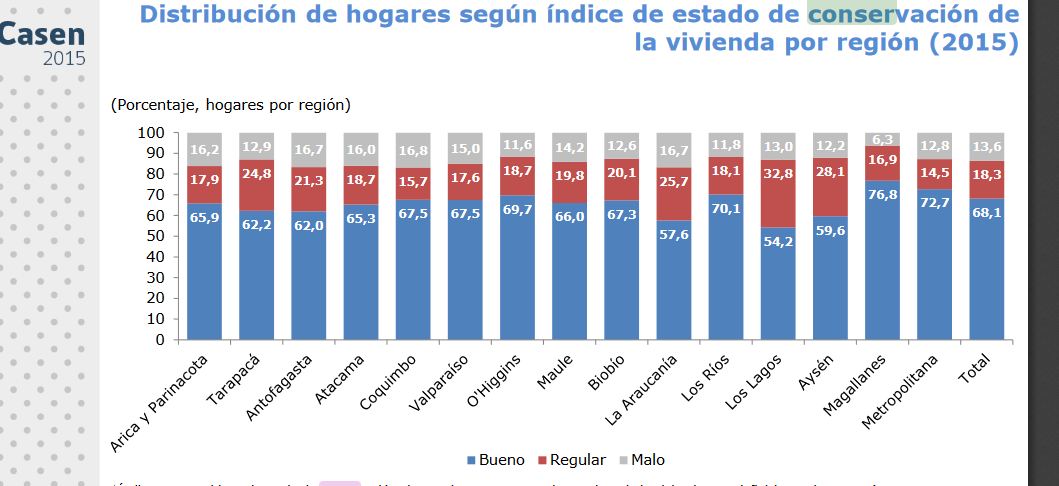 Casen
2015
Distribución de hogares según índice de estado de conservación de
la vivienda por región (2015)
(Porcentaje, hogares por región)
100
90
80
70
60
50
40
30
20
10
0
16,2 12,9 16,7 16,0 16,8 15,0 11,6 14,2 12,6 16,7 11,8 13,0 12,2 6,3 12,8 13,6
17,9 24,8 21,3 18,7 15,7 17,6 18,7 19,8 20,1 25,7 18,1 32,8 28,1 16,9 14,5 18,3
65,9 62,2 62,0 65,3 67,5 67,5 69,7 66,0 67,3 57,6 70,1 54,2 59,6 76,8 72,7 68,1
Arica y Parinacota
Tarapacá
Antofagasta
Atacama
Coquimbo
Valparaíso
O'Higgins
Maule
Biobío
La Araucanía
Los Ríos
Los Lagos
Aysén
Magallanes
Metropolitana
Total
Bueno Regular Malo